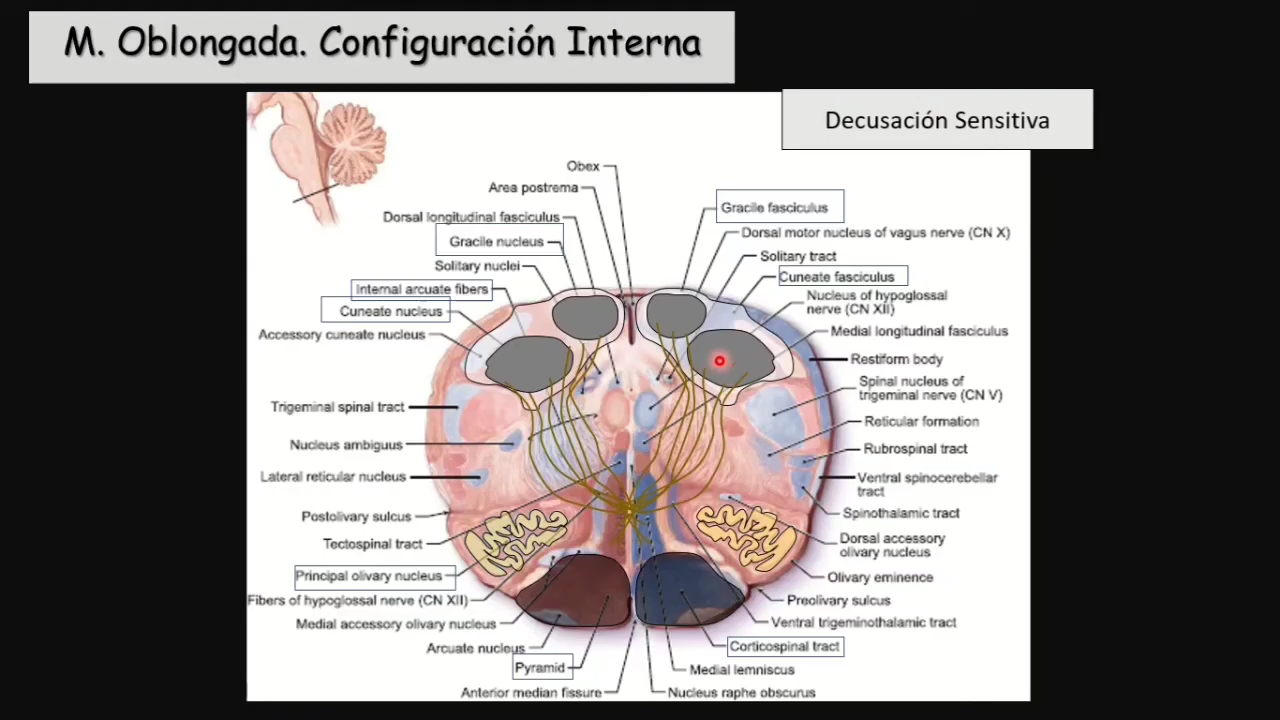 M. Oblongada. Configuración Interna
Decusación Sensitiva
Obex
Area postrema
Dorsal longitudinal fasciculus
Gracile nucleus
Solitary nuclei
Internal arcuate fibers
Cuneate nucleus
Accessory cuneate nucleus
Trigeminal spinal tract
Nucleus ambiguus
Lateral reticular nucleus
Postolivary sulcus
Tectospinal tract
Principal olivary nucleus
Fibers of hypoglossal nerve (CN XII)
Medial accessory olivary nucleus
Arcuate nucleus
Pyramid
Anterior median fissure
Gracile fasciculus
Dorsal motor nucleus of vagus nerve (CN X)
Solitary tract
Cuneate fasciculus
Nucleus of hypoglossal
nerve (CN XII)
Medial longitudinal fasciculus
Restiform body
Spinal nucleus of
trigeminal nerve (CN V)
Reticular formation
Rubrospinal tract
Ventral spinocerebellar
tract
Spinothalamic tract
Dorsal accessory
olivary nucleus
Olivary eminence
Preolivary sulcus
Ventral trigeminothalamic tract
Corticospinal tract
Medial lemniscus
Nucleus raphe obscurus